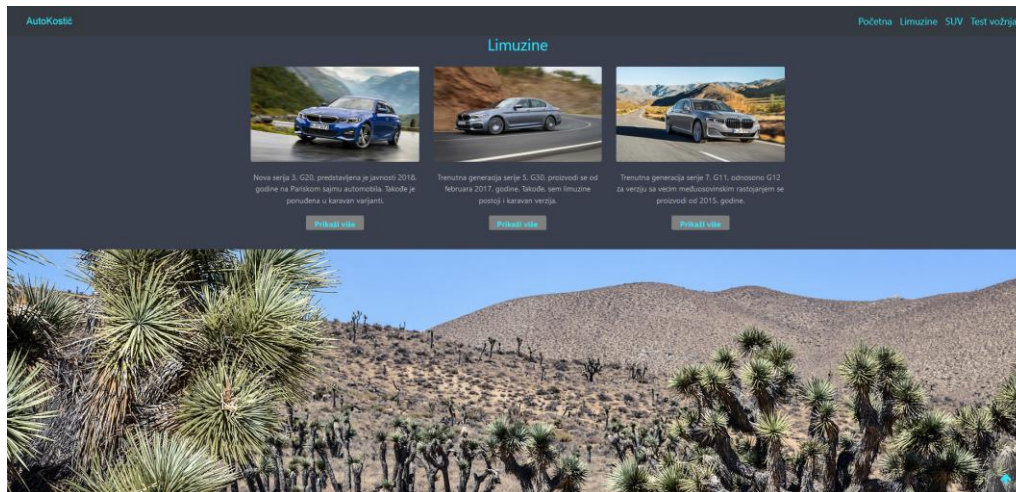 AutoKostić
Početna Limuzine SUV Test vožnja
Limuzine
Nova serija 3, G20, predstavljena je javnosti 2018.
godine na Pariskom sajmu automobila. Takođe je
ponuđena u karavan varijanti.
Prikaži više
Trenutna generacija serije 5, G30, proizvodi se od
februara 2017. godine. Takođe, sem limuzine
postoji i karavan verzija.
Prikaži više
Trenutna generacija serije 7, G11, odnosono G12
za verziju sa vecim međuosovinskim rastojanjem se
proizvodi od 2015. godine.
Prikaži više